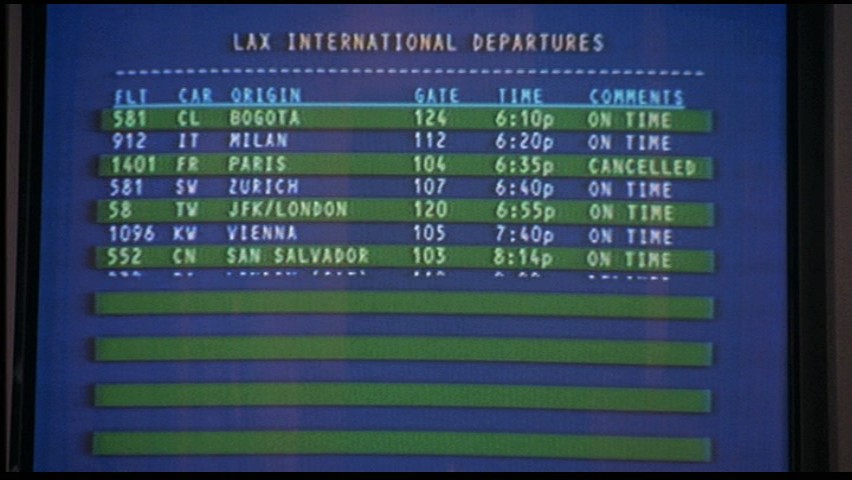 LAX INTERNATIONAL DEPARTURES
FLT CAR ORIGIN GATE TIME COMMENTS
581 CL BOGOTA 124 6:10p ON TIME
912 IT MILAN 112 6:20p ON TIME
1401 FR PARIS 104 6:35p CANCELLED
581 SW ZURICH 107 6:40p ON TIME
58 TW JFK/LONDON 120 6:55p ON TIME
1096 KW VIENNA 105 7:40p ON TIME
552 CN SAN SALVADOR 103 8:14p ON TIME